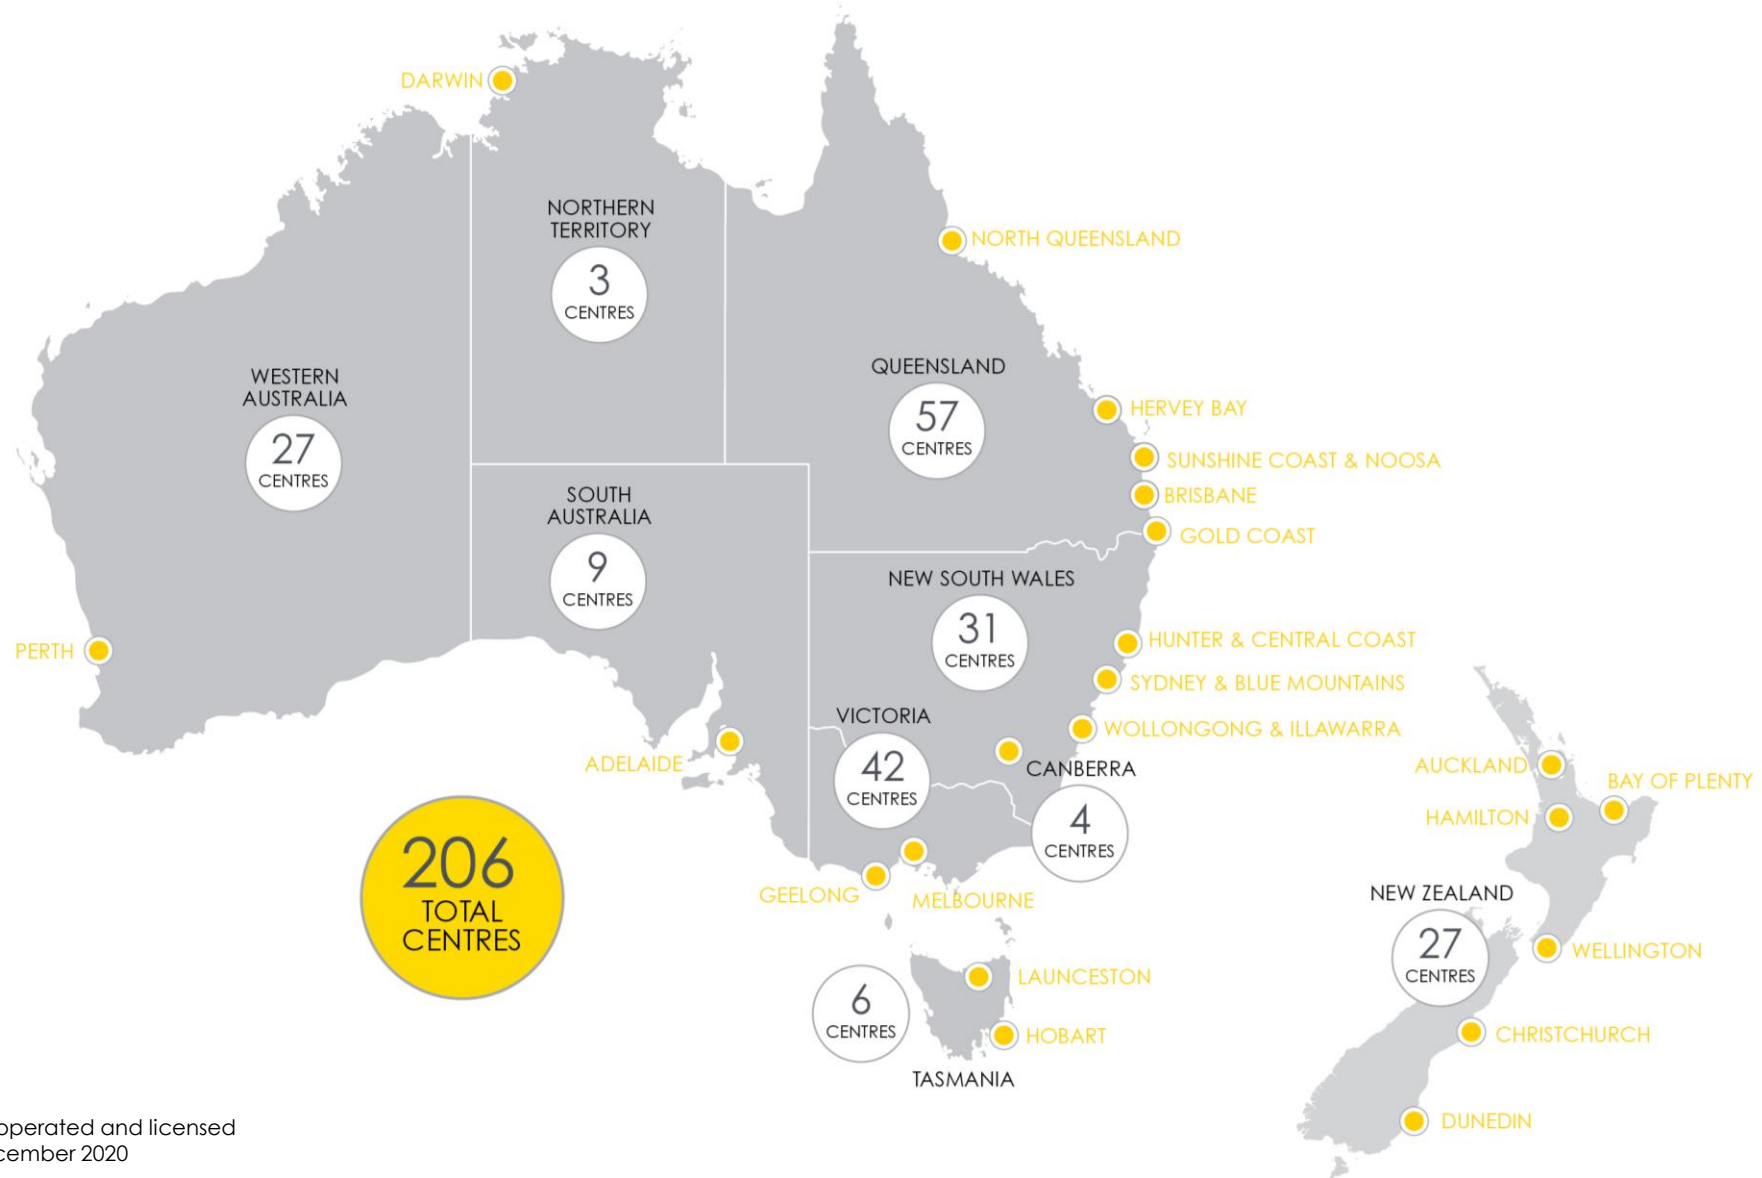 DARWIN
NORTHERN
TERRITORY
3
CENTRES
NORTH QUEENSLAND
WESTERN
AUSTRALIA
27
CENTRES
QUEENSLAND
57
CENTRES
HERVEY BAY
SUNSHINE COAST & NOOSA
BRISBANE
GOLD COAST
SOUTH
AUSTRALIA
9
CENTRES
NEW SOUTH WALES
31
CENTRES
PERTH
HUNTER & CENTRAL COAST
SYDNEY & BLUE MOUNTAINS
WOLLONGONG & ILLAWARRA
VICTORIA
42
CENTRES
ADELAIDE
CANBERRA
4
CENTRES
AUCKLAND
BAY OF PLENTY
HAMILTON
206
TOTAL
CENTRES
GEELONG
MELBOURNE
NEW ZEALAND
27
CENTRES
WELLINGTON
LAUNCESTON
6
CENTRES
HOBART
TASMANIA
CHRISTCHURCH
DUNEDIN
operated and licensed
cember 2020